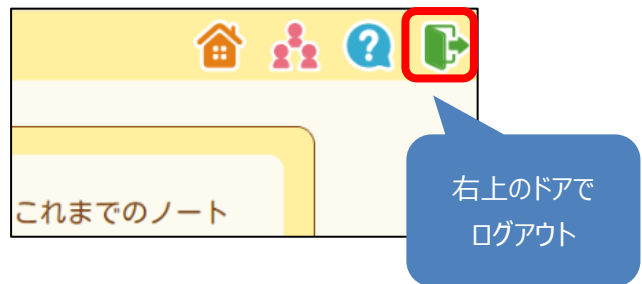 これまでのノート
右上のドアで
ログアウト